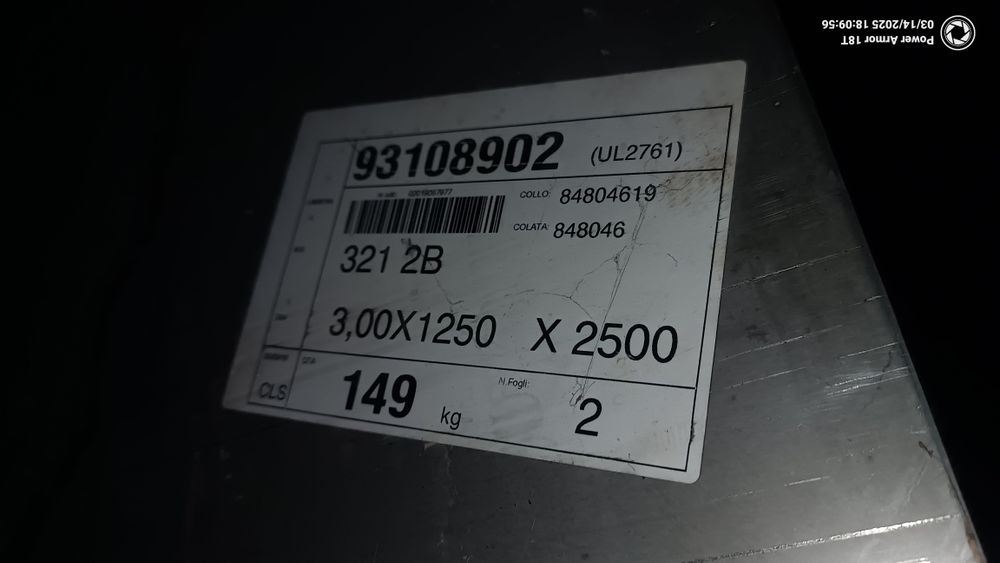 93108902 (UL2761)
COLLO: 84804619
COLATA: 848046
321 2B
3,00X1250 X 2500
CLS
149 kg
N.Fogli:
2
Power Armor 18T
03/14/2025 18:09:56